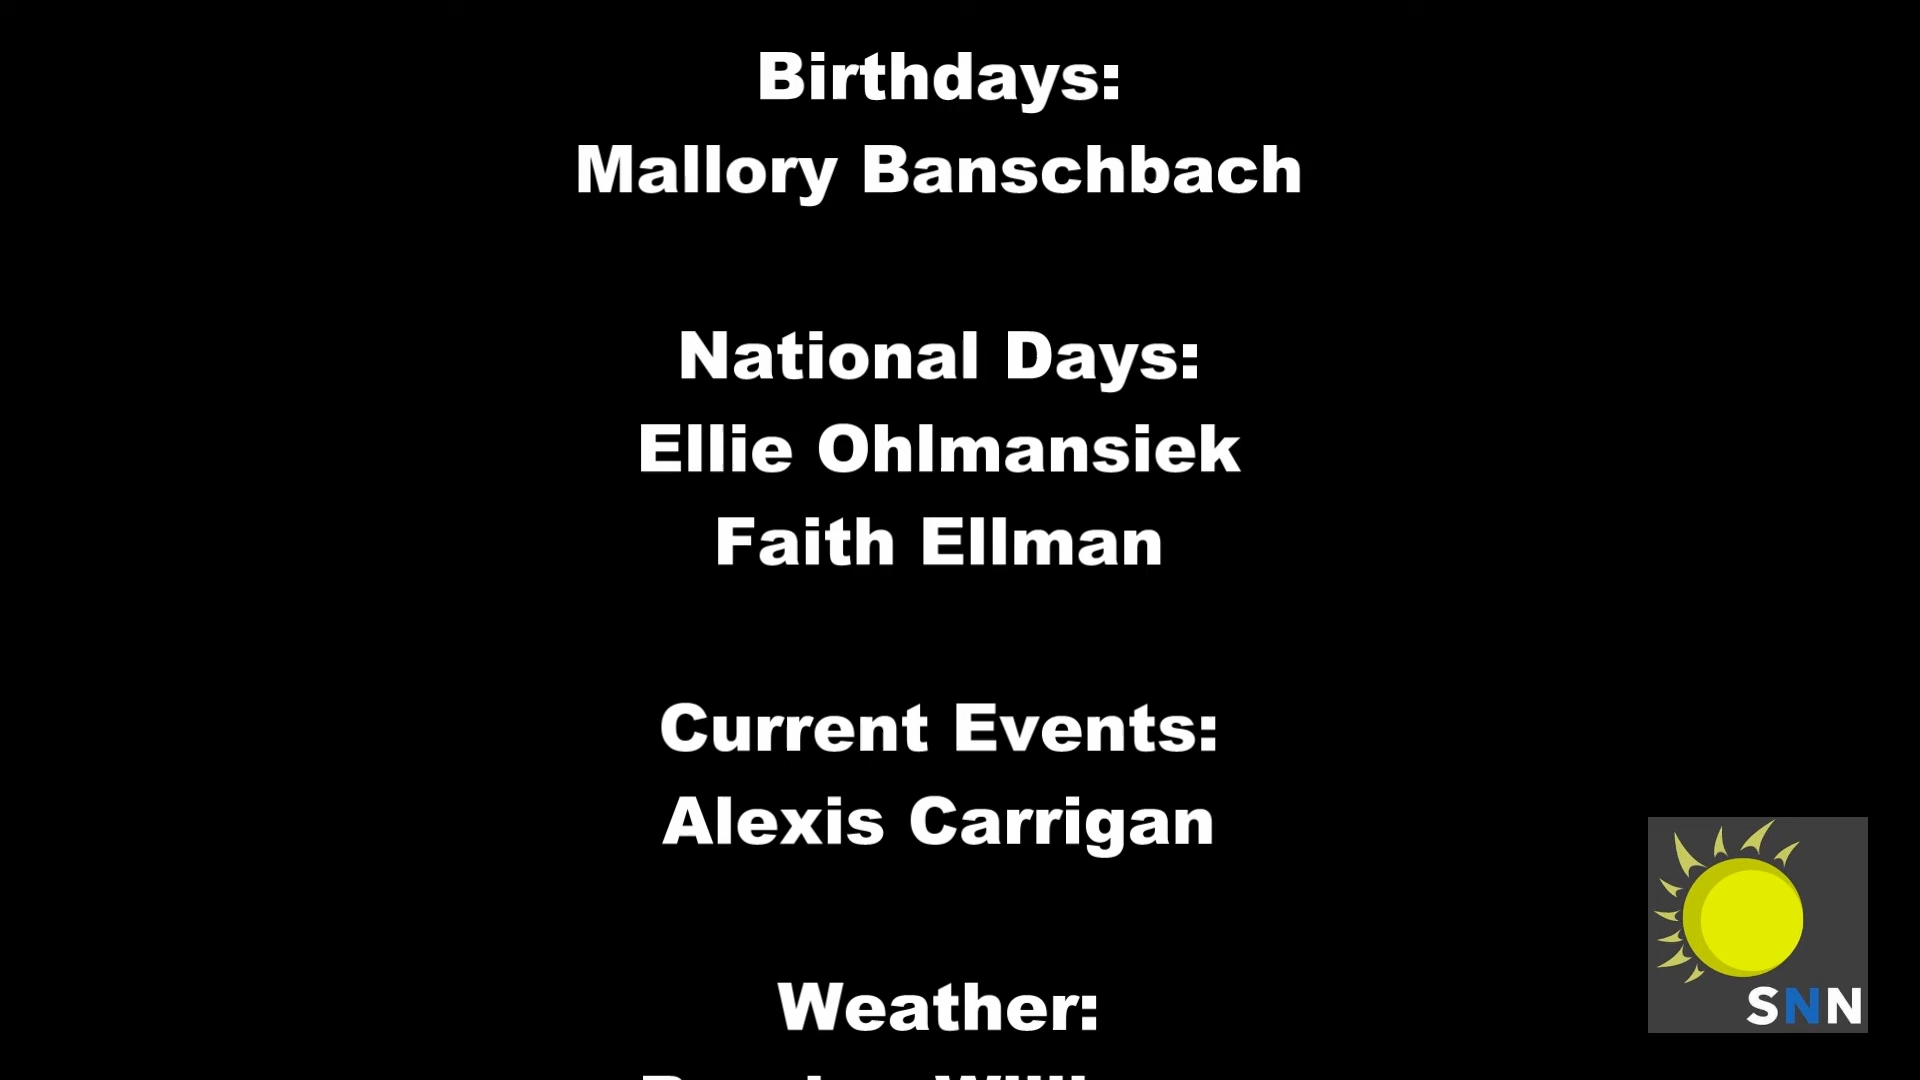 Birthdays:
Mallory Banschbach
National Days:
Ellie Ohlmansiek
Faith Ellman
Current Events:
Alexis Carrigan
Weather:
SNN